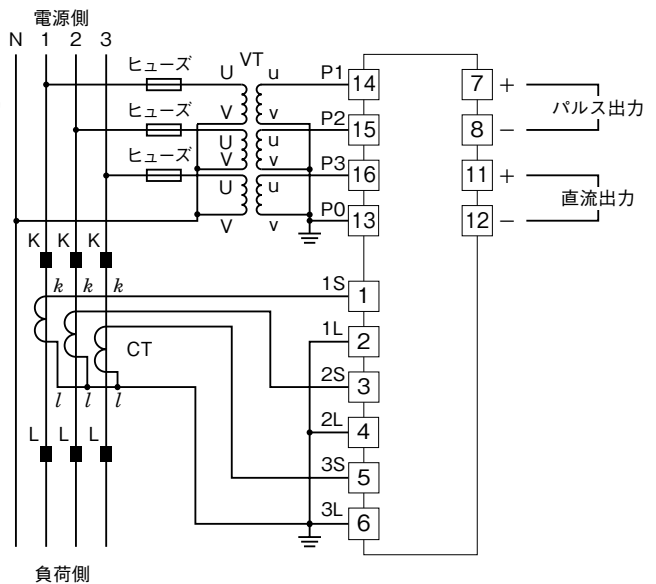 電源側
N 1 2 3
ヒューズ U VT u P1 14 7 + パルス出力
V v
ヒューズ U u P2 15 8 −
V v
ヒューズ U u P3 16 11 + 直流出力
V v P0 13 12 −
K K K
k k k 1S 1
1L 2
CT
2S 3
l l l
2L 4
L L L
3S 5
3L 6
負荷側